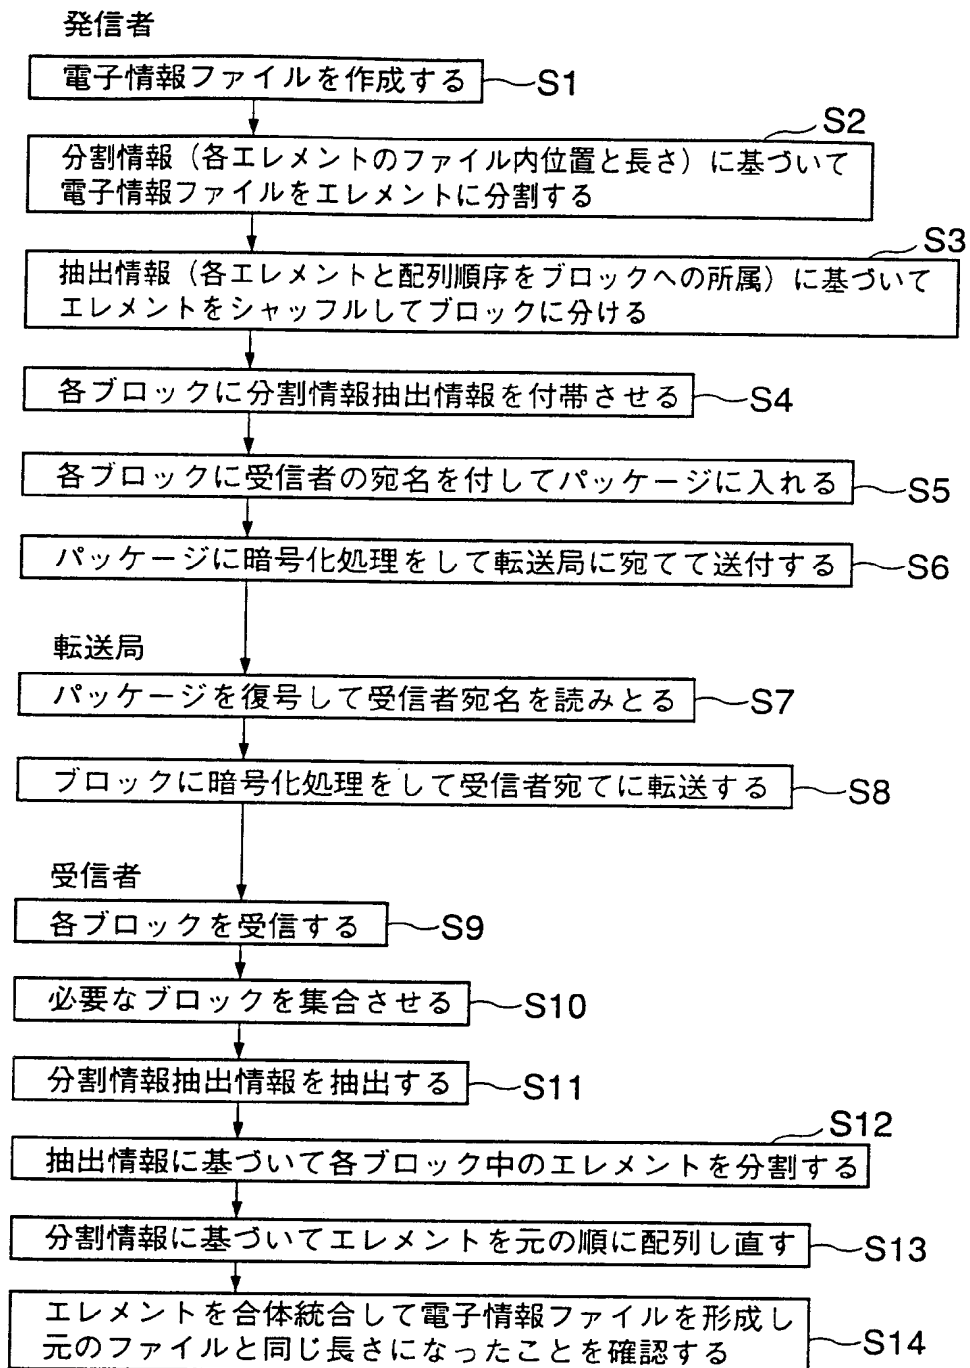 発信者
電子情報ファイルを作成する S1
S2
分割情報（各エレメントのファイル内位置と長さ）に基づいて
電子情報ファイルをエレメントに分割する
S3
抽出情報（各エレメントと配列順序をブロックへの所属）に基づいて
エレメントをシャッフルしてブロックに分ける
各ブロックに分割情報抽出情報を付帯させる S4
各ブロックに受信者の宛名を付してパッケージに入れる S5
パッケージに暗号化処理をして転送局に宛てて送付する S6
転送局
パッケージを復号して受信者宛名を読みとる S7
ブロックに暗号化処理をして受信者宛てに転送する S8
受信者
各ブロックを受信する S9
必要なブロックを集合させる S10
分割情報抽出情報を抽出する S11
S12
抽出情報に基づいて各ブロック中のエレメントを分割する
分割情報に基づいてエレメントを元の順に配列し直す S13
エレメントを合体統合して電子情報ファイルを形成し
元のファイルと同じ長さになったことを確認する S14